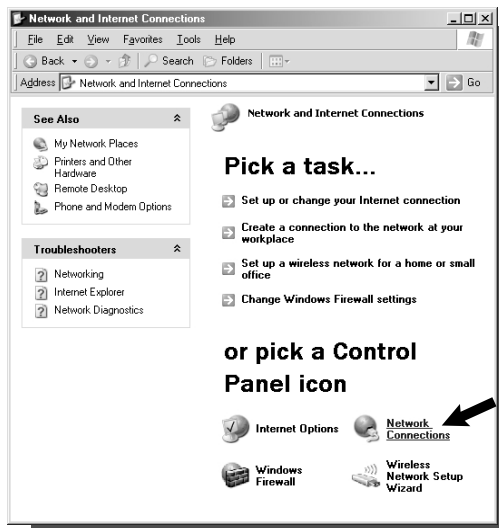 Network and Internet Connections
File Edit View Favorites Tools Help
Back Search Folders
Address Network and Internet Connections Go
See Also
My Network Places
Printers and Other
Hardware
Remote Desktop
Phone and Modem Options
Troubleshooters
Networking
Internet Explorer
Network Diagnostics
Network and Internet Connections
Pick a task...
Set up or change your Internet connection
Create a connection to the network at your
workplace
Set up a wireless network for a home or small
office
Change Windows Firewall settings
or pick a Control
Panel icon
Internet Options
Network
Connections
Windows
Firewall
Wireless
Network Setup
Wizard